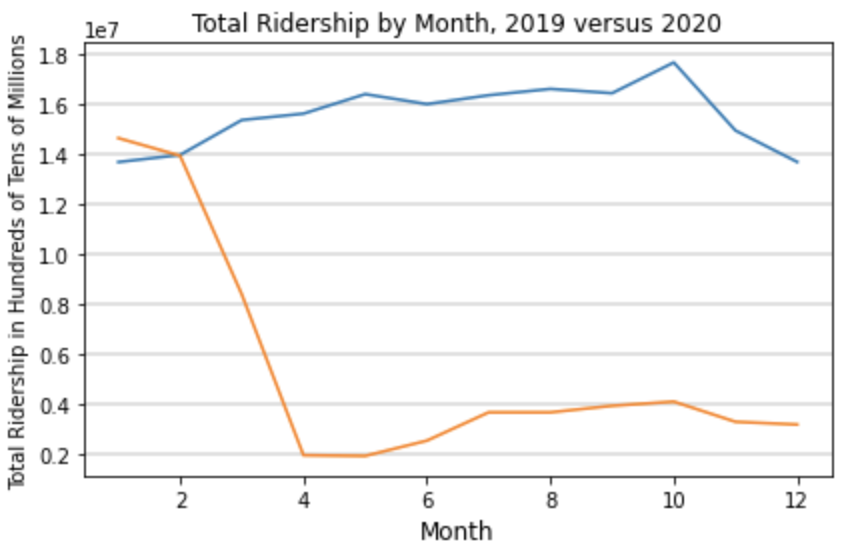 Total Ridership by Month, 2019 versus 2020
1e7
Total Ridership in Hundreds of Tens of Millions
1.8
1.6
1.4
1.2
1.0
0.8
0.6
0.4
0.2
2 4 6 8 10 12
Month